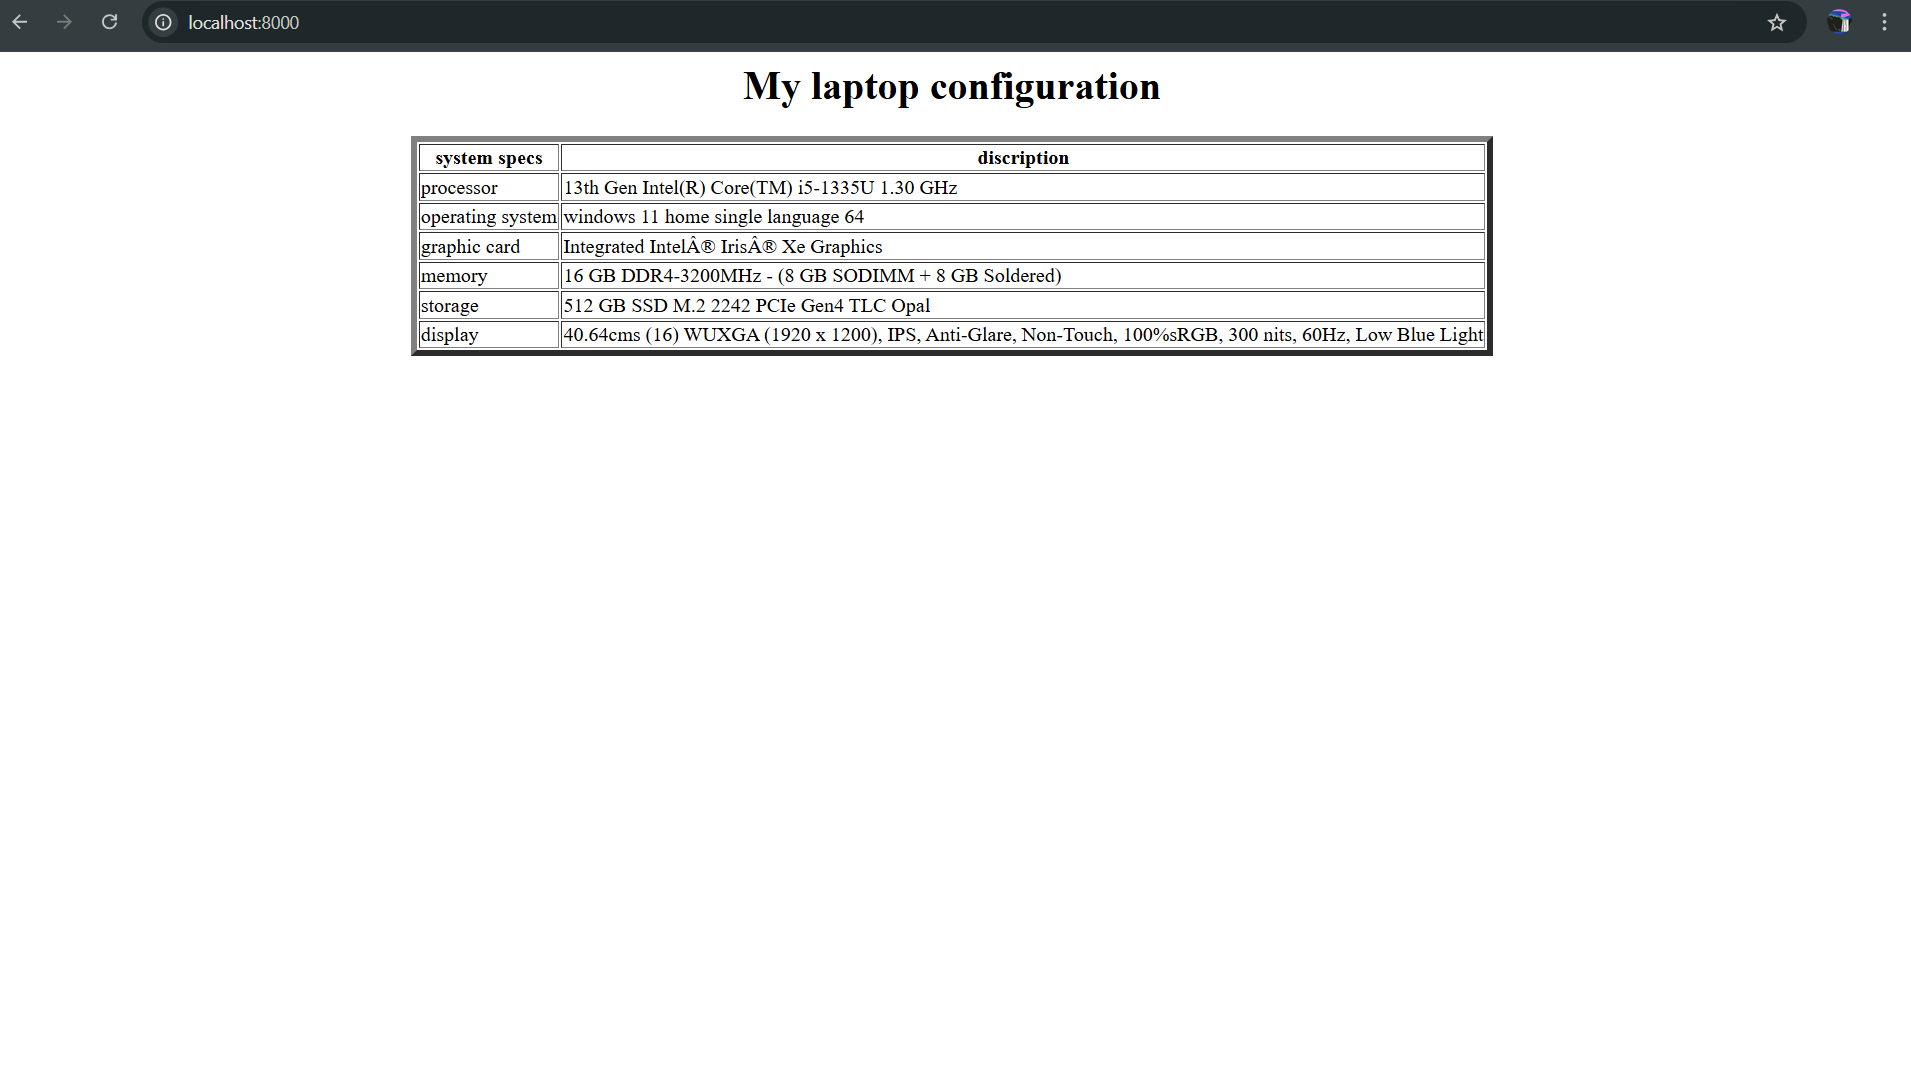 localhost:8000
My laptop configuration
system specs discription
processor 13th Gen Intel(R) Core(TM) i5-1335U 1.30 GHz
operating system windows 11 home single language 64
graphic card Integrated IntelÂ® IrisÂ® Xe Graphics
memory 16 GB DDR4-3200MHz - (8 GB SODIMM + 8 GB Soldered)
storage 512 GB SSD M.2 2242 PCIe Gen4 TLC Opal
display 40.64cms (16) WUXGA (1920 x 1200), IPS, Anti-Glare, Non-Touch, 100%sRGB, 300 nits, 60Hz, Low Blue Light